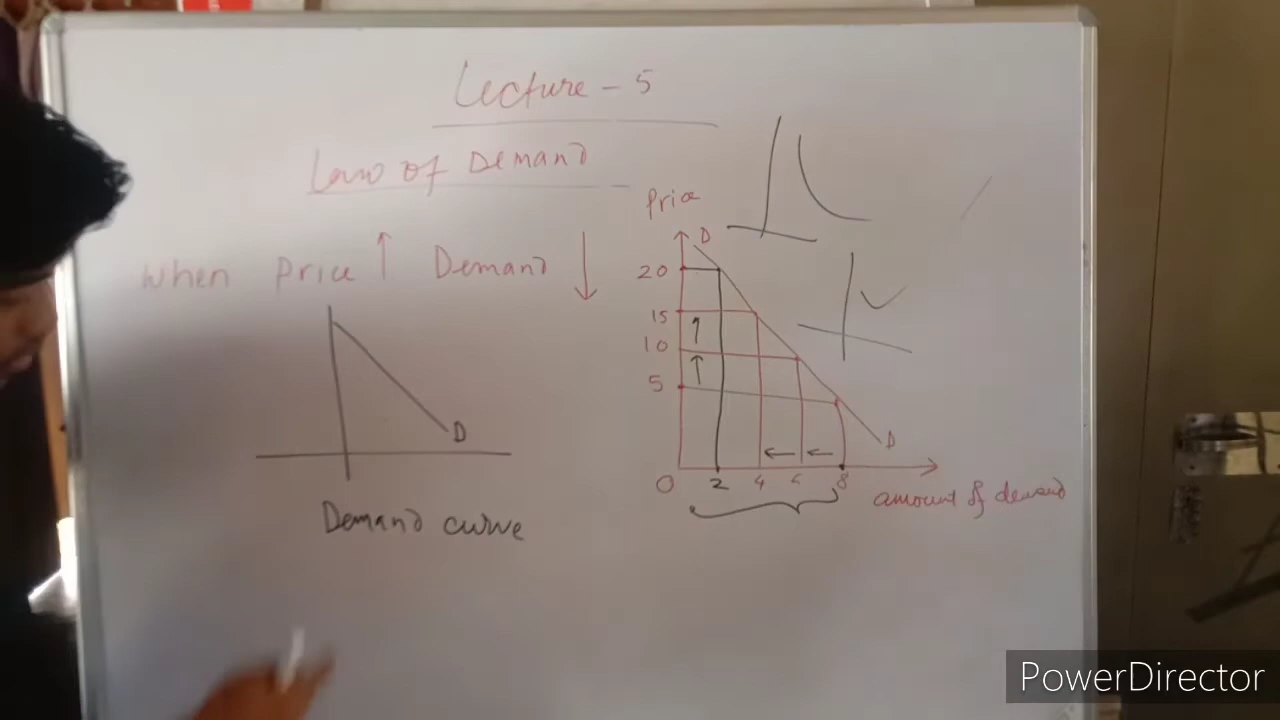 Lecture - 5
Law of Demand
When Price ↑ Demand ↓
D
Demand curve
Price
D
20
15
10
5
D
0 2 4 6 8
amount of demand
PowerDirector